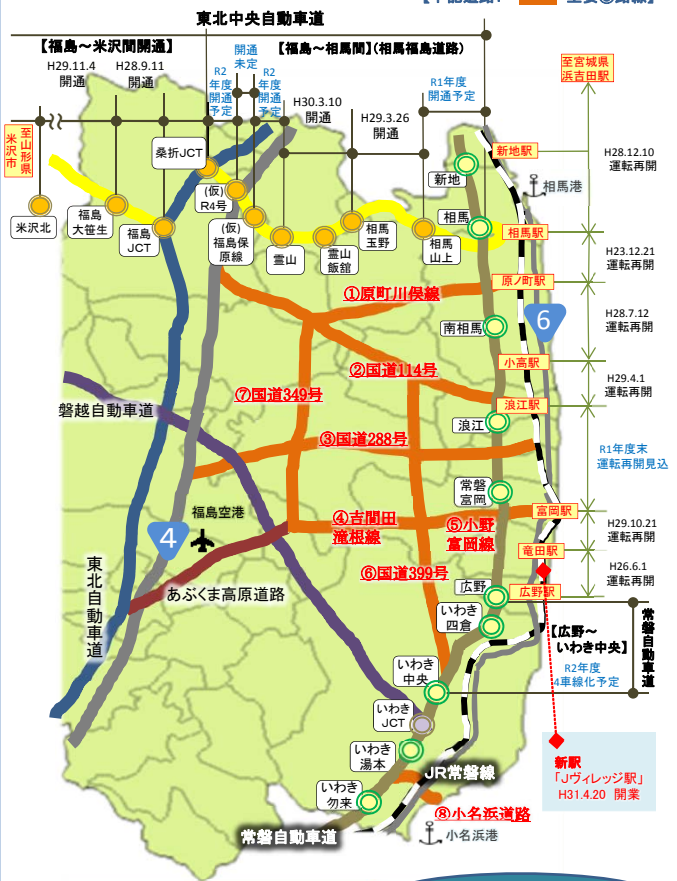 東北中央自動車道
【福島～米沢間開通】
【福島～相馬間】(相馬福島道路)
H29.11.4
開通
H28.9.11
開通
R2
年度
開通
予定
開通
未定
R2
年度
開通
予定
H30.3.10
開通
H29.3.26
開通
R1年度
開通予定
至宮城県
浜吉田駅
至山形県
米沢市
米沢北
福島
大笹生
福島
JCT
桑折JCT
(仮)
R4号
(仮)
福島保
原線
霊山
霊山
飯舘
相馬
玉野
相馬
山上
新地
相馬
新地駅
相馬港
H28.12.10
運転再開
相馬駅
H23.12.21
運転再開
原ノ町駅
①原町川俣線
南相馬
6
H28.7.12
運転再開
小高駅
②国道114号
H29.4.1
運転再開
浪江駅
⑦国道349号
浪江
磐越自動車道
③国道288号
R1年度末
運転再開見込
常磐
富岡
富岡駅
福島空港
4
④吉間田
滝根線
⑤小野
富岡線
H29.10.21
運転再開
竜田駅
⑥国道399号
H26.6.1
運転再開
広野
広野駅
東北自動車道
あぶくま高原道路
いわき
四倉
【広野～
いわき中央】
R2年度
4車線化予定
常磐自動車道
いわき
中央
いわき
JCT
いわき
湯本
JR常磐線
新駅
「Jヴィレッジ駅」
H31.4.20 開業
いわき
勿来
⑧小名浜道路
常磐自動車道
小名浜港